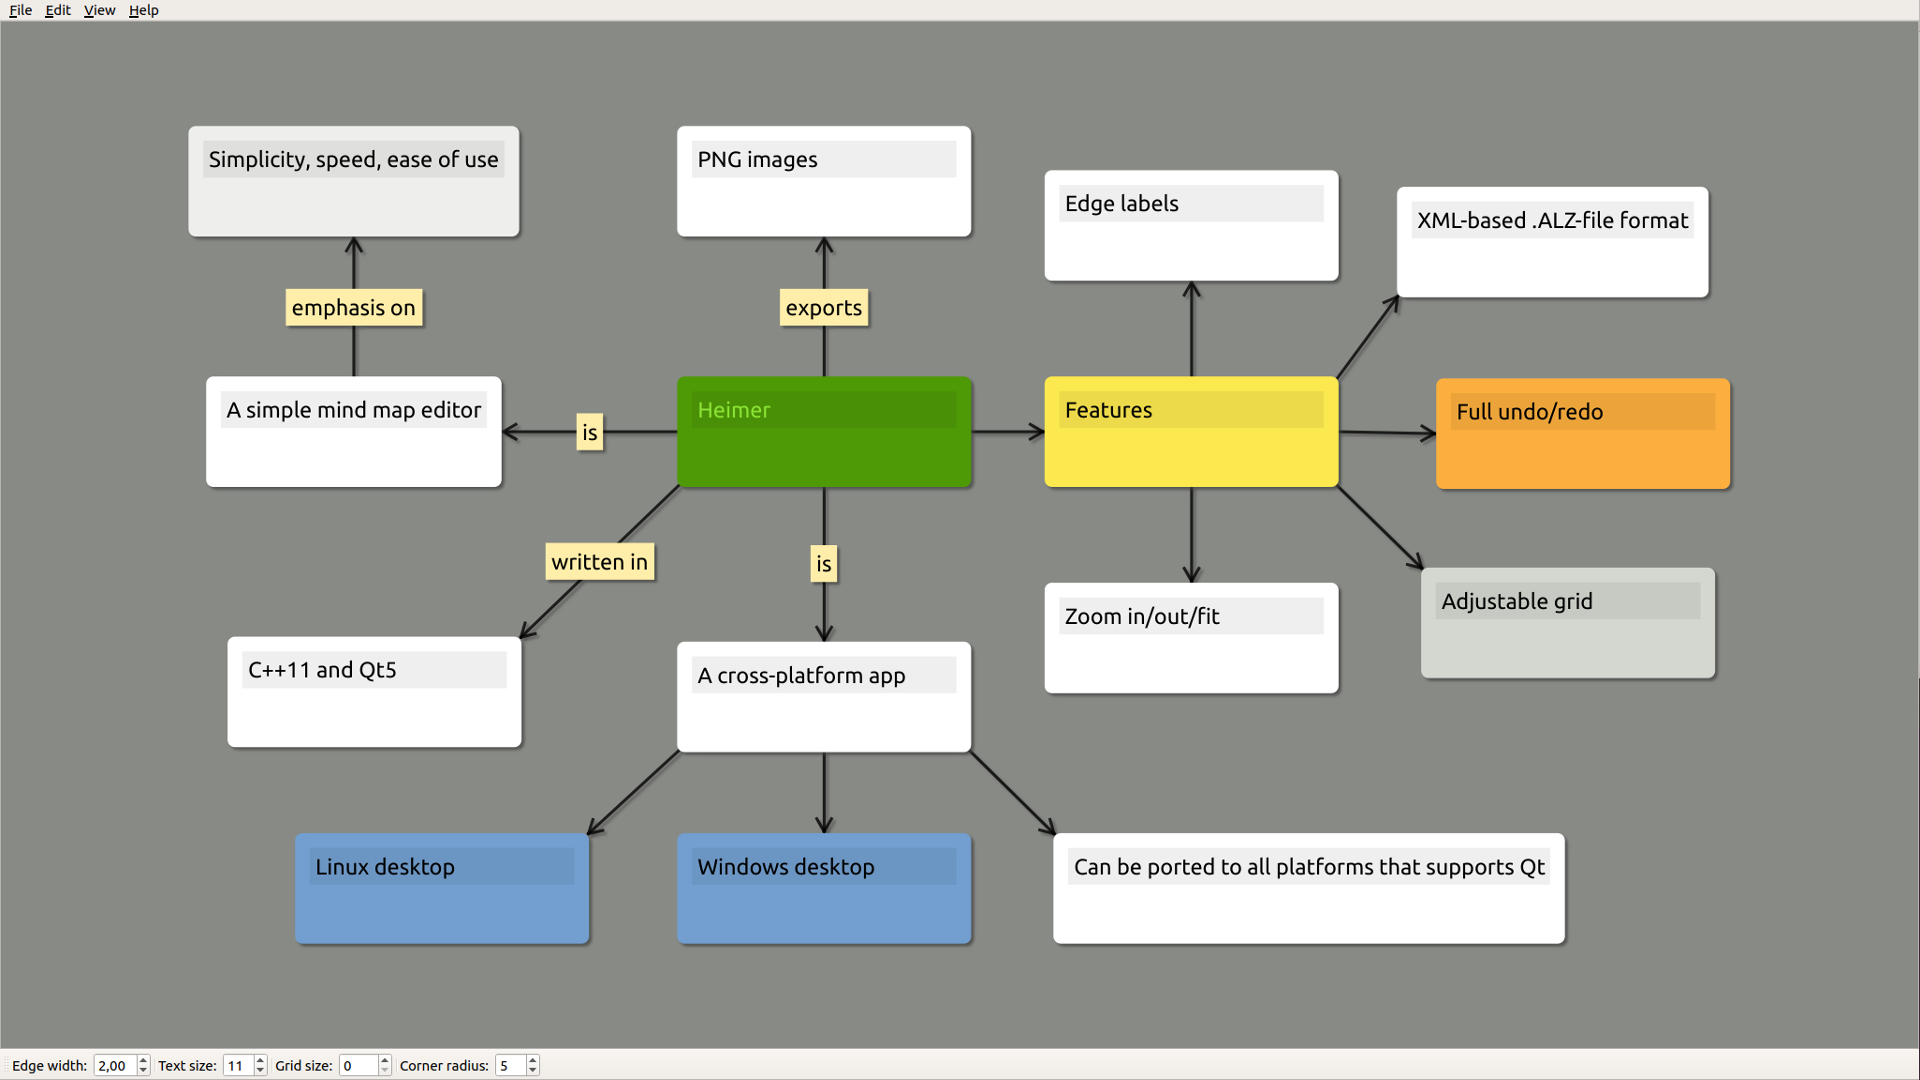 File Edit View Help
Simplicity, speed, ease of use
PNG images
Edge labels
XML-based .ALZ-file format
emphasis on
exports
A simple mind map editor
is
Heimer
Features
Full undo/redo
written in
is
Zoom in/out/fit
Adjustable grid
C++11 and Qt5
A cross-platform app
Linux desktop
Windows desktop
Can be ported to all platforms that supports Qt
Edge width: 2,00 Text size: 11 Grid size: 0 Corner radius: 5